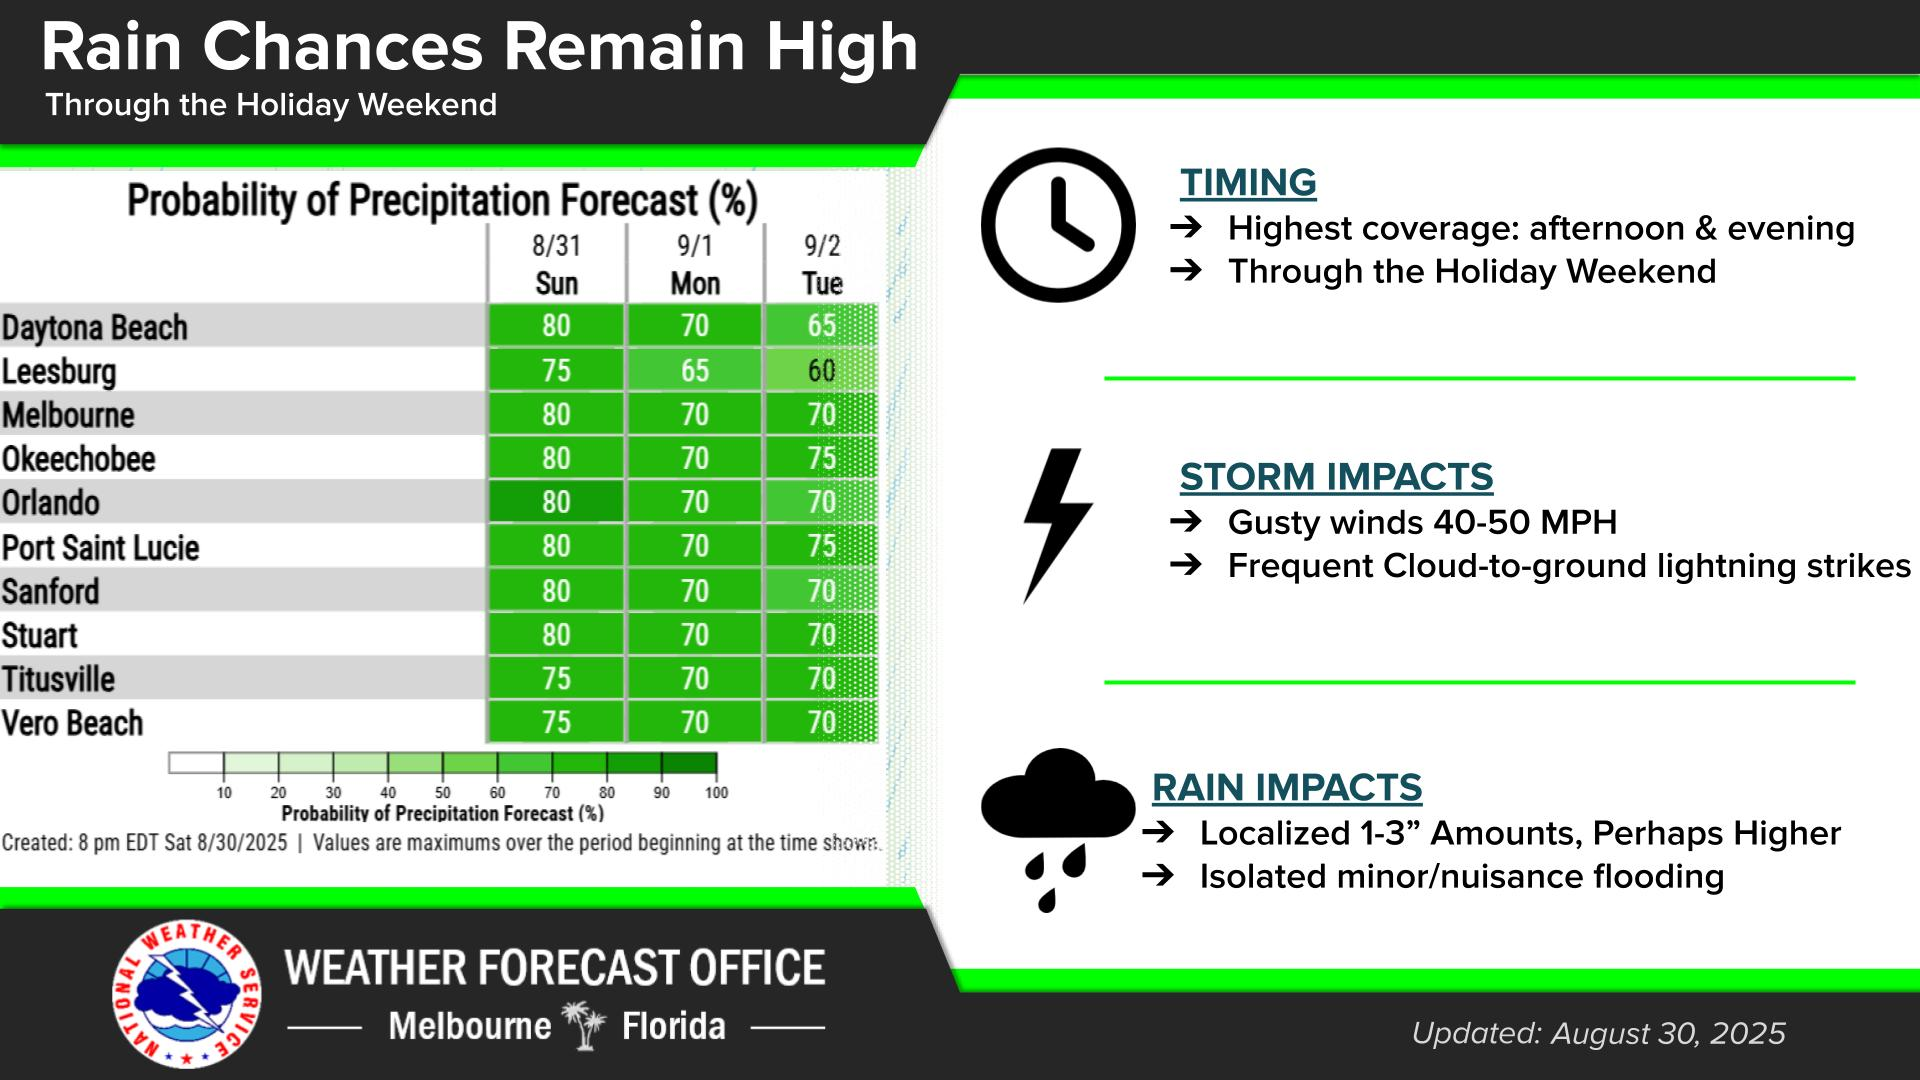 Rain Chances Remain High
Through the Holiday Weekend
Probability of Precipitation Forecast (%)
8/31 9/1 9/2
Sun Mon Tue
Daytona Beach 80 70 65
Leesburg 75 65 60
Melbourne 80 70 70
Okeechobee 80 70 75
Orlando 80 70 70
Port Saint Lucie 80 70 75
Sanford 80 70 70
Stuart 80 70 70
Titusville 75 70 70
Vero Beach 75 70 70
10 20 30 40 50 60 70 80 90 100
Probability of Precipitation Forecast (%)
Created: 8 pm EDT Sat 8/30/2025 | Values are maximums over the period beginning at the time shown.
TIMING
➔ Highest coverage: afternoon & evening
➔ Through the Holiday Weekend
STORM IMPACTS
➔ Gusty winds 40-50 MPH
➔ Frequent Cloud-to-ground lightning strikes
RAIN IMPACTS
➔ Localized 1-3” Amounts, Perhaps Higher
➔ Isolated minor/nuisance flooding
NATIONAL WEATHER SERVICE
WEATHER FORECAST OFFICE
Melbourne Florida
Updated: August 30, 2025